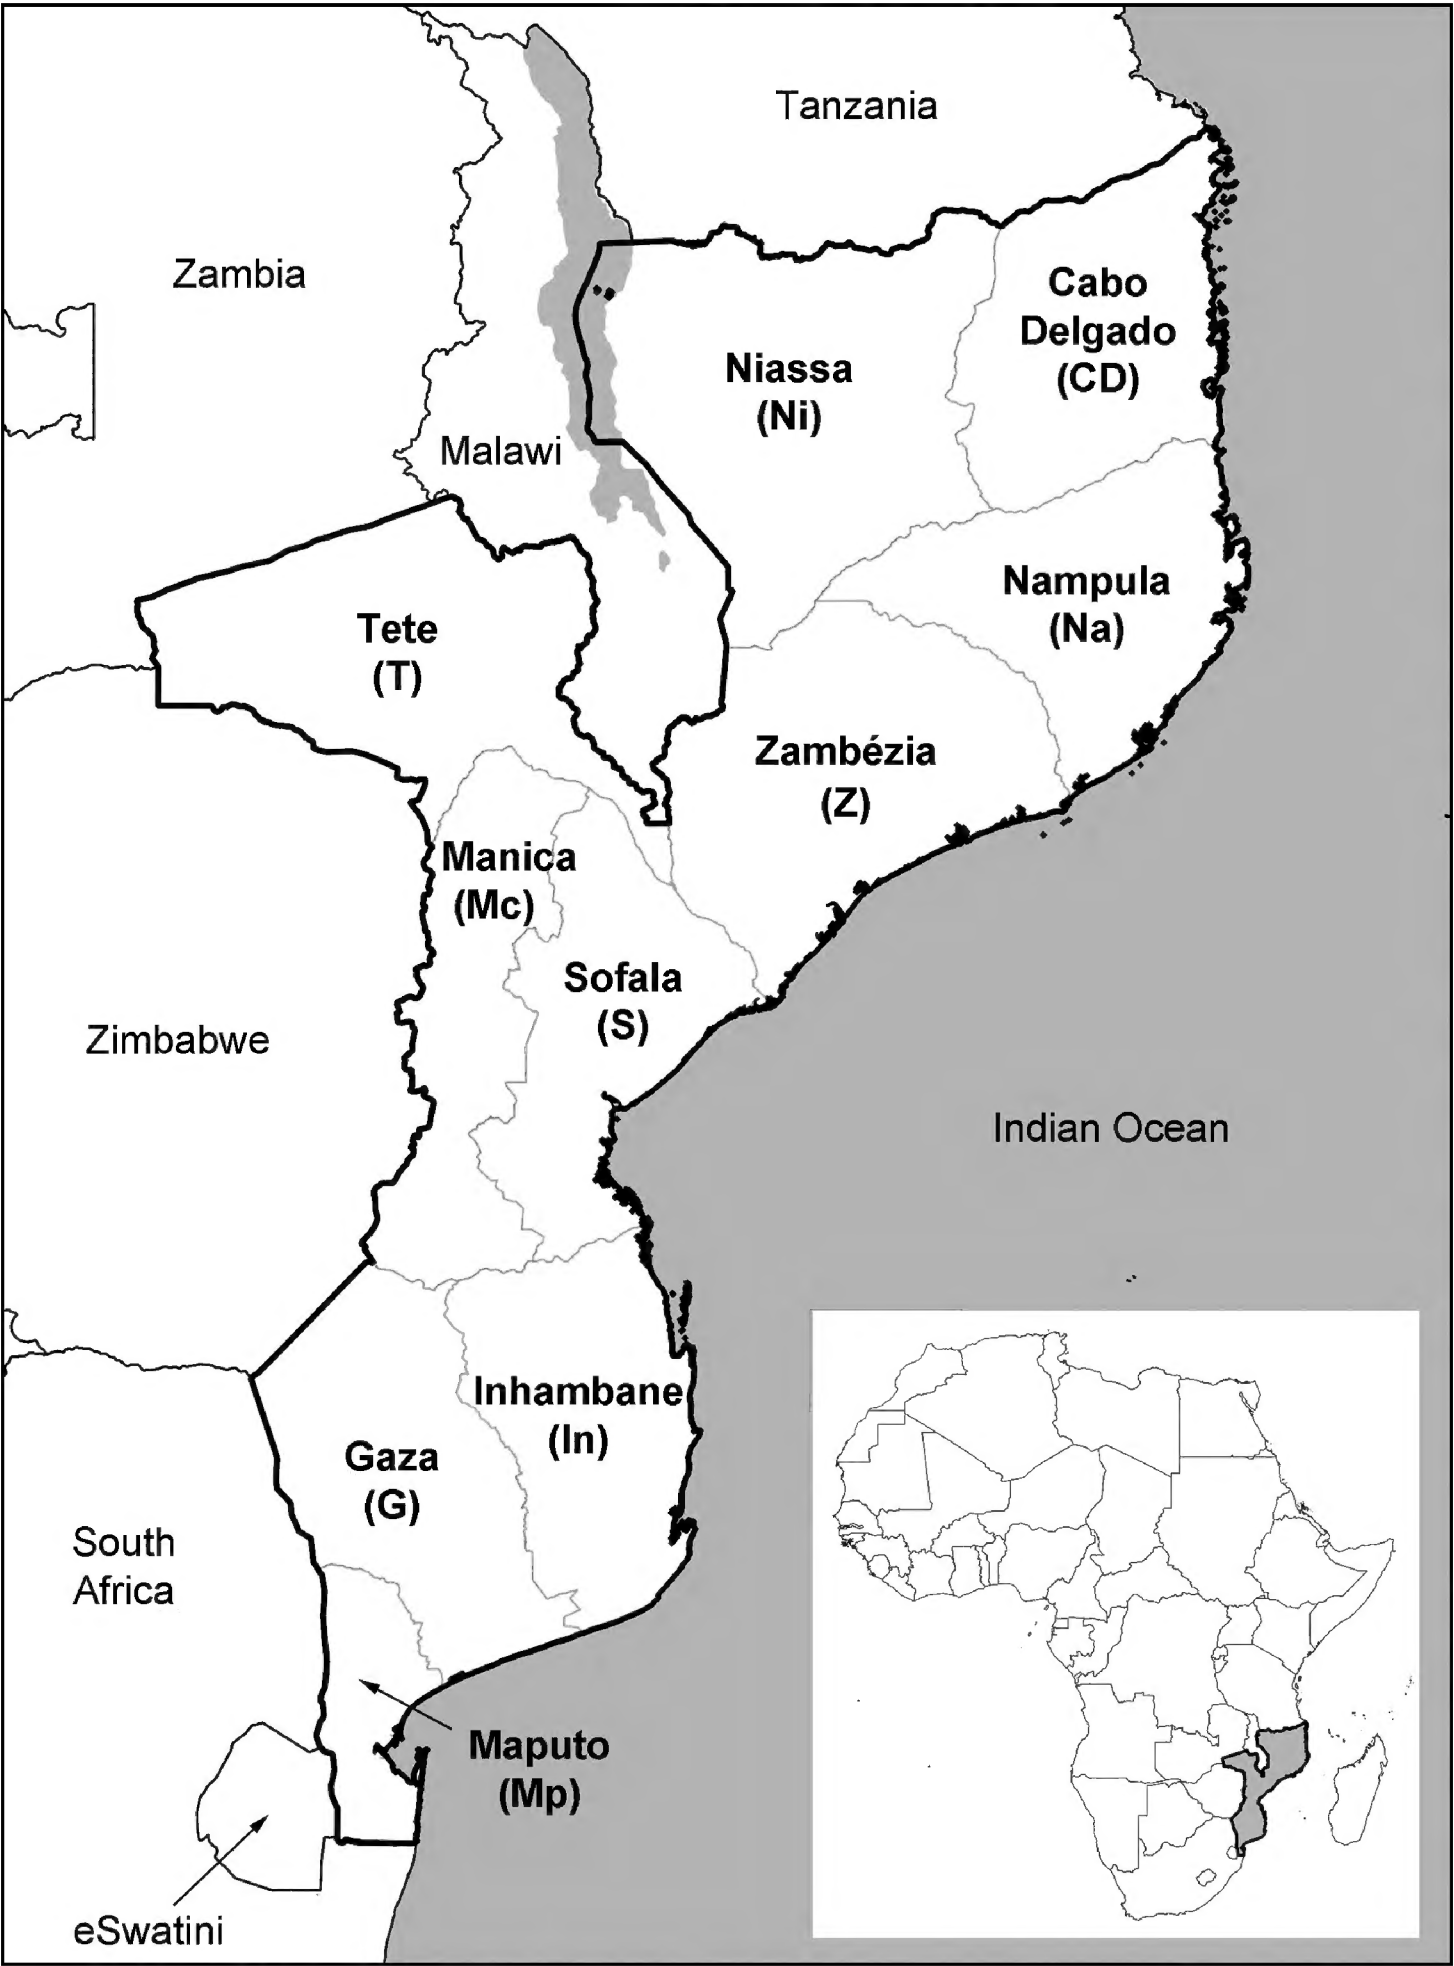 Tanzania
Zambia
Cabo
Delgado
(CD)
Niassa
(Ni)
Malawi
Nampula
(Na)
Tete
(T)
Zambézia
(Z)
Manica
(Mc)
Sofala
(S)
Zimbabwe
Indian Ocean
Inhambane
(In)
Gaza
(G)
South
Africa
Maputo
(Mp)
eSwatini